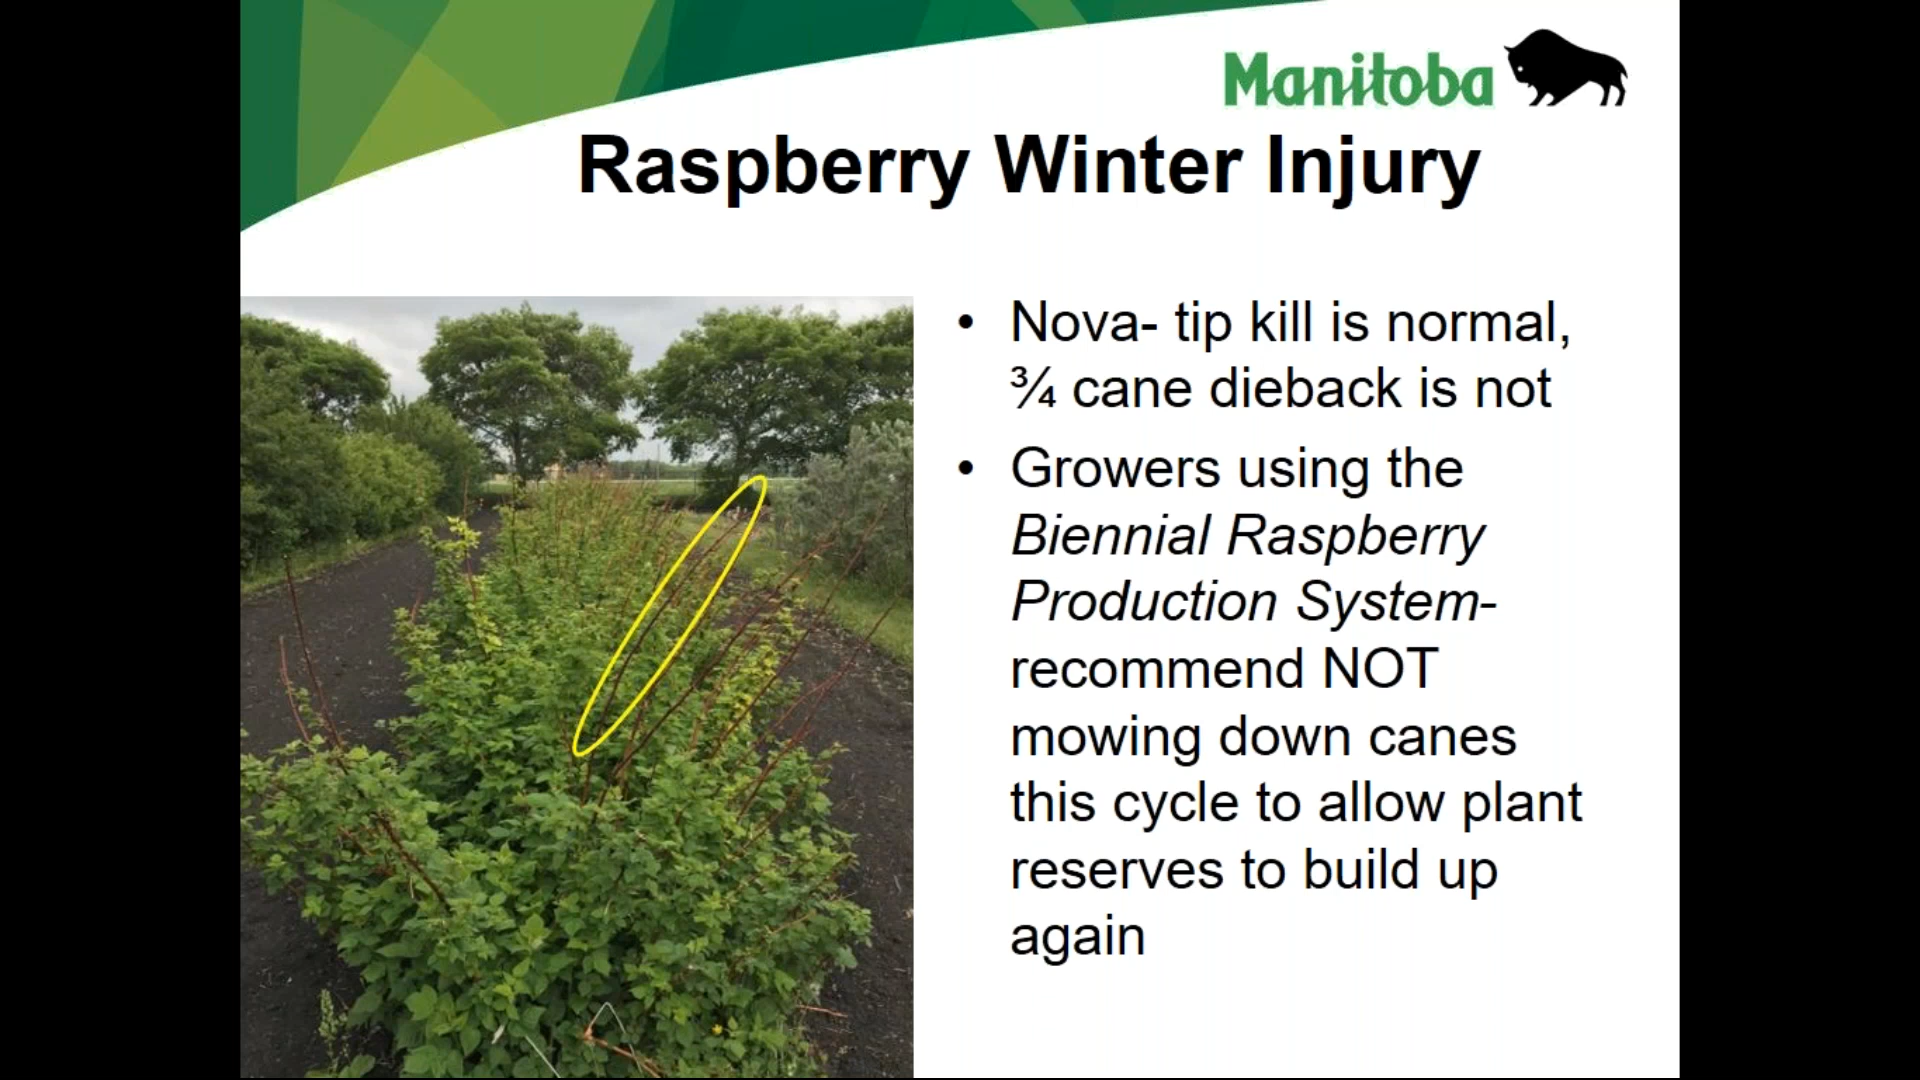 Manitoba
Raspberry Winter Injury
• Nova- tip kill is normal,
¾ cane dieback is not
• Growers using the
Biennial Raspberry
Production System-
recommend NOT
mowing down canes
this cycle to allow plant
reserves to build up
again